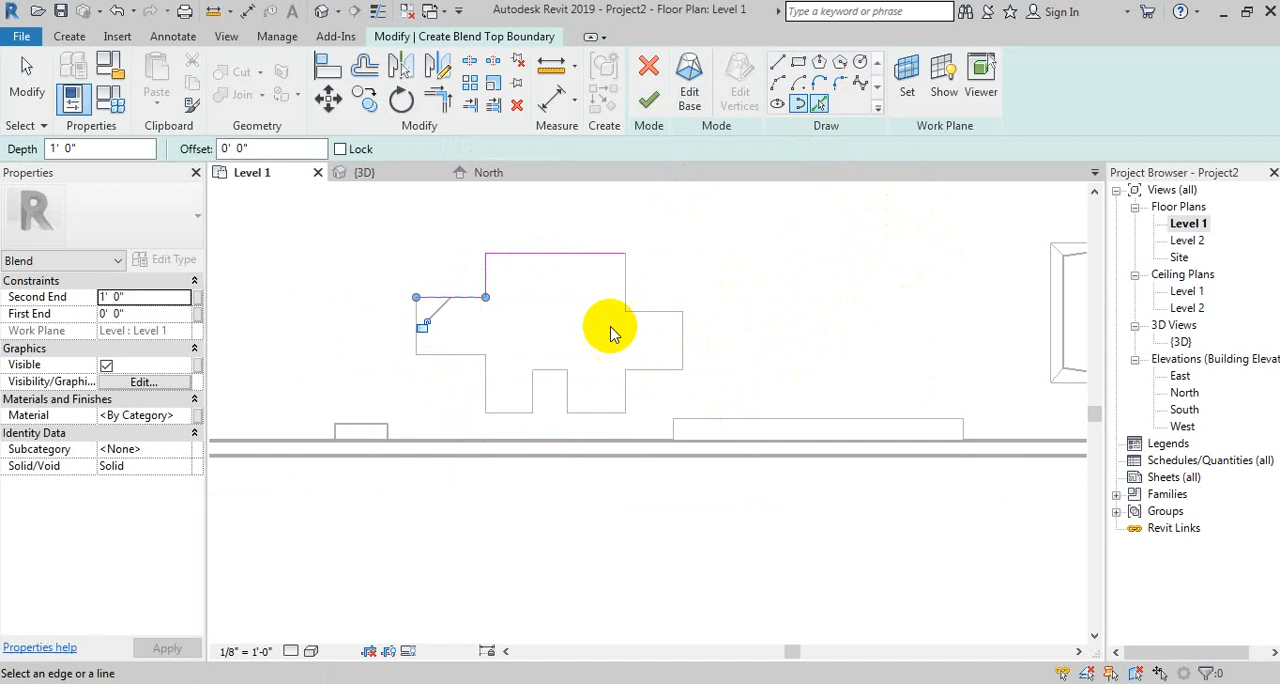 Autodesk Revit 2019 - Project2 - Floor Plan: Level 1
Type a keyword or phrase
Sign In
File Create Insert Annotate View Manage Add-Ins Modify | Create Blend Top Boundary
Modify
Paste
Cut
Join
Edit Base
Edit Vertices
Set Show Viewer
Select Properties Clipboard Geometry Modify Measure Create Mode Mode Draw Work Plane
Depth 1' 0" Offset: 0' 0" Lock
Properties
Level 1
{3D}
North
Project Browser - Project2
Views (all)
Floor Plans
Level 1
Level 2
Site
Ceiling Plans
Level 1
Level 2
3D Views
{3D}
Elevations (Building Elevat
East
North
South
West
Legends
Schedules/Quantities (all)
Sheets (all)
Families
Groups
Revit Links
Blend
Edit Type
Constraints
Second End 1' 0"
First End 0' 0"
Work Plane Level : Level 1
Graphics
Visible
Visibility/Graphi... Edit...
Materials and Finishes
Material <By Category>
Identity Data
Subcategory <None>
Solid/Void Solid
Properties help
Apply
1/8" = 1'-0"
Select an edge or a line
:0